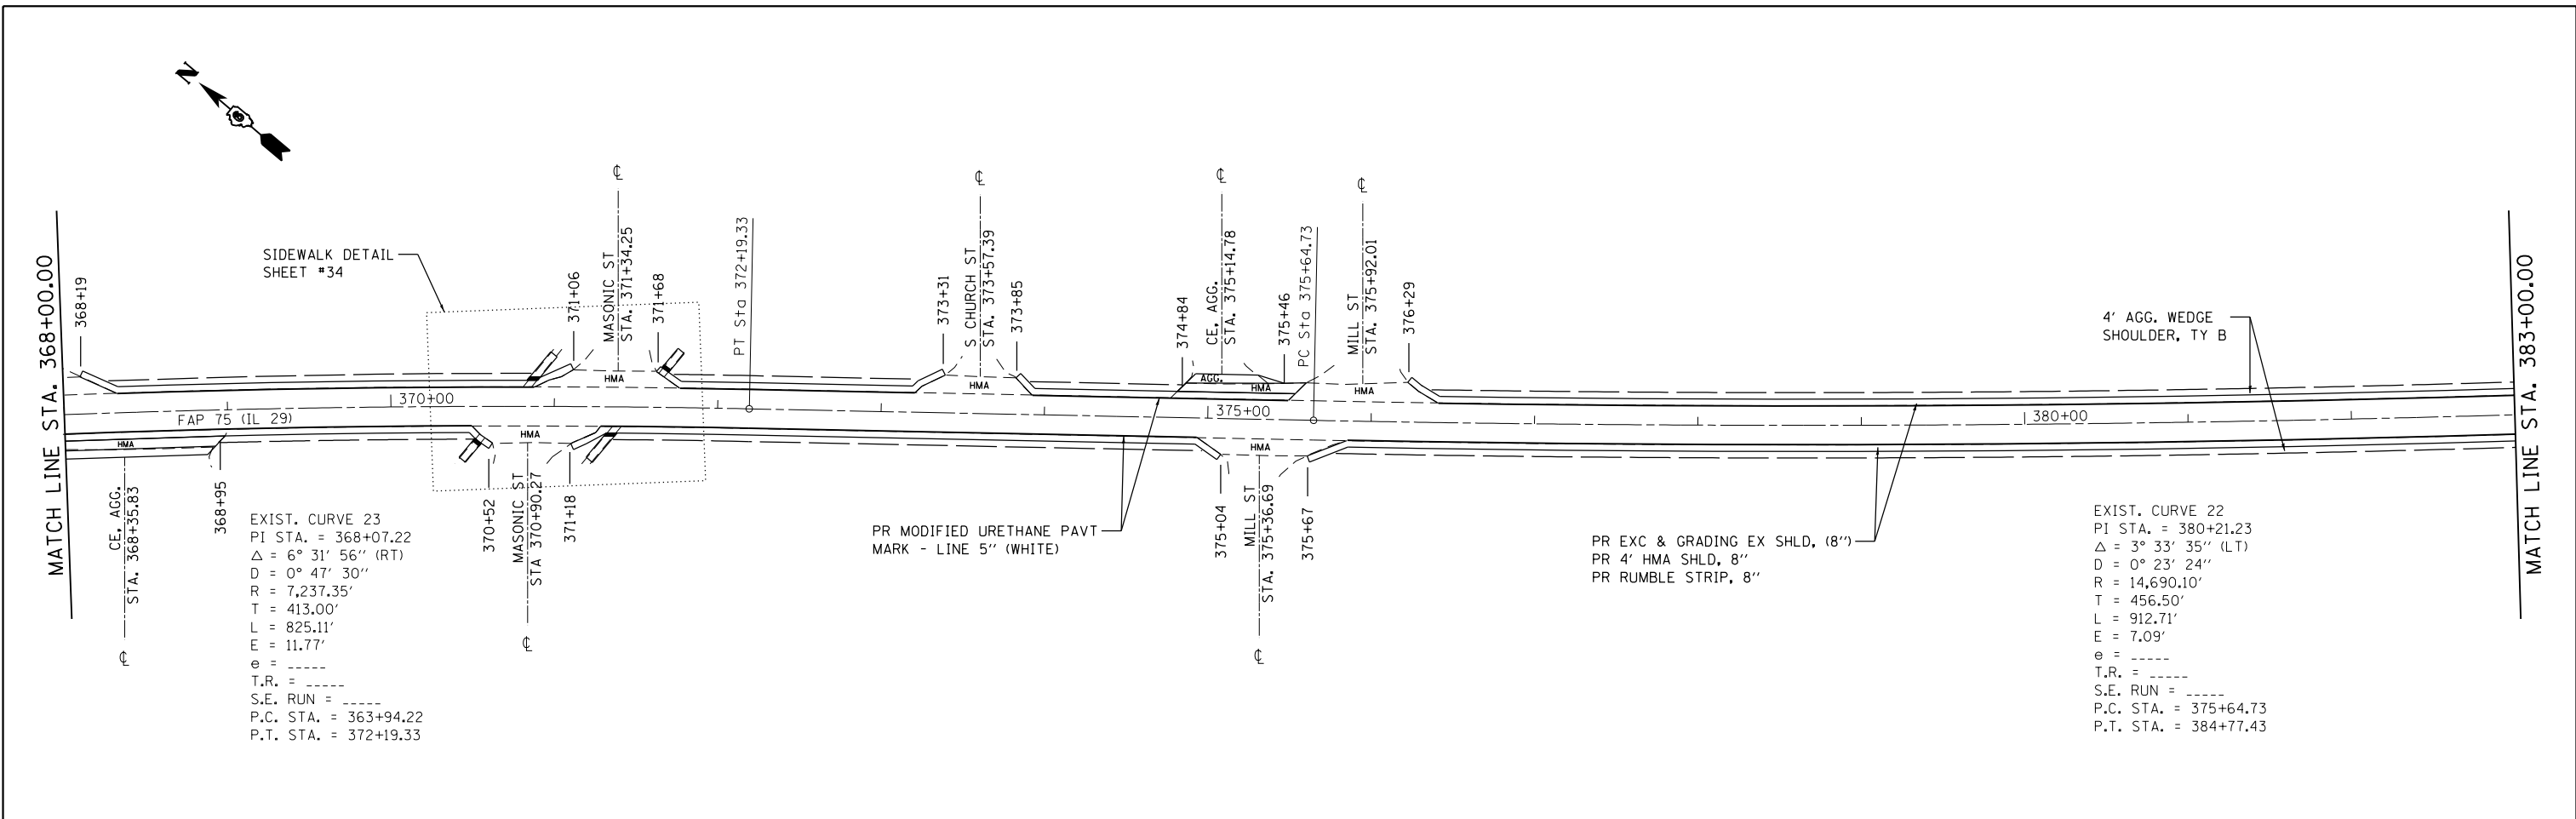 N
MATCH LINE STA. 368+00.00
368+19
SIDEWALK DETAIL
SHEET #34
371+06
℄
MASONIC ST
STA. 371+34.25
371+68
PT Sta 372+19.33
373+31
℄
S CHURCH ST
STA. 373+57.39
373+85
374+84
℄
CE, AGG.
STA. 375+14.78
375+46
PC Sta 375+64.73
℄
MILL ST
STA. 375+92.01
376+29
4' AGG. WEDGE
SHOULDER, TY B
MATCH LINE STA. 383+00.00
HMA
HMA
AGG.
HMA
HMA
FAP 75 (IL 29)
370+00
375+00
380+00
HMA
HMA
HMA
CE, AGG.
STA. 368+35.83
℄
368+95
370+52
MASONIC ST
STA 370+90.27
℄
371+18
375+04
MILL ST
STA. 375+36.69
℄
375+67
EXIST. CURVE 23
PI STA. = 368+07.22
Δ = 6° 31' 56" (RT)
D = 0° 47' 30"
R = 7,237.35'
T = 413.00'
L = 825.11'
E = 11.77'
e = _____
T.R. = _____
S.E. RUN = _____
P.C. STA. = 363+94.22
P.T. STA. = 372+19.33
PR MODIFIED URETHANE PAVT
MARK - LINE 5" (WHITE)
PR EXC & GRADING EX SHLD, (8")
PR 4' HMA SHLD, 8"
PR RUMBLE STRIP, 8"
EXIST. CURVE 22
PI STA. = 380+21.23
Δ = 3° 33' 35" (LT)
D = 0° 23' 24"
R = 14,690.10'
T = 456.50'
L = 912.71'
E = 7.09'
e = _____
T.R. = _____
S.E. RUN = _____
P.C. STA. = 375+64.73
P.T. STA. = 384+77.43